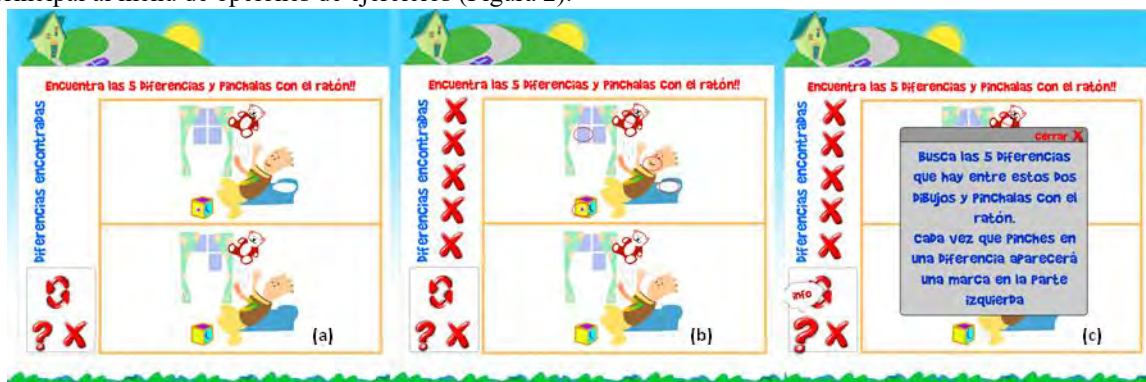 principal al menú de opciones de ejercicios (Figura 2).
Encuentra las 5 Diferencias y Pinchalas con el ratón!!
Diferencias encontradas
(a)
Encuentra las 5 Diferencias y Pinchalas con el ratón!!
Diferencias encontradas
(b)
Encuentra las 5 Diferencias y Pinchalas con el ratón!!
Diferencias encontradas
cerrar X
Busca las 5 Diferencias
que hay entre estos Dos
Dibujos y Pinchalas con el
ratón.
Cada vez que Pinches en
una Diferencia aparecerá
una marca en la Parte
izquierda
info
(c)